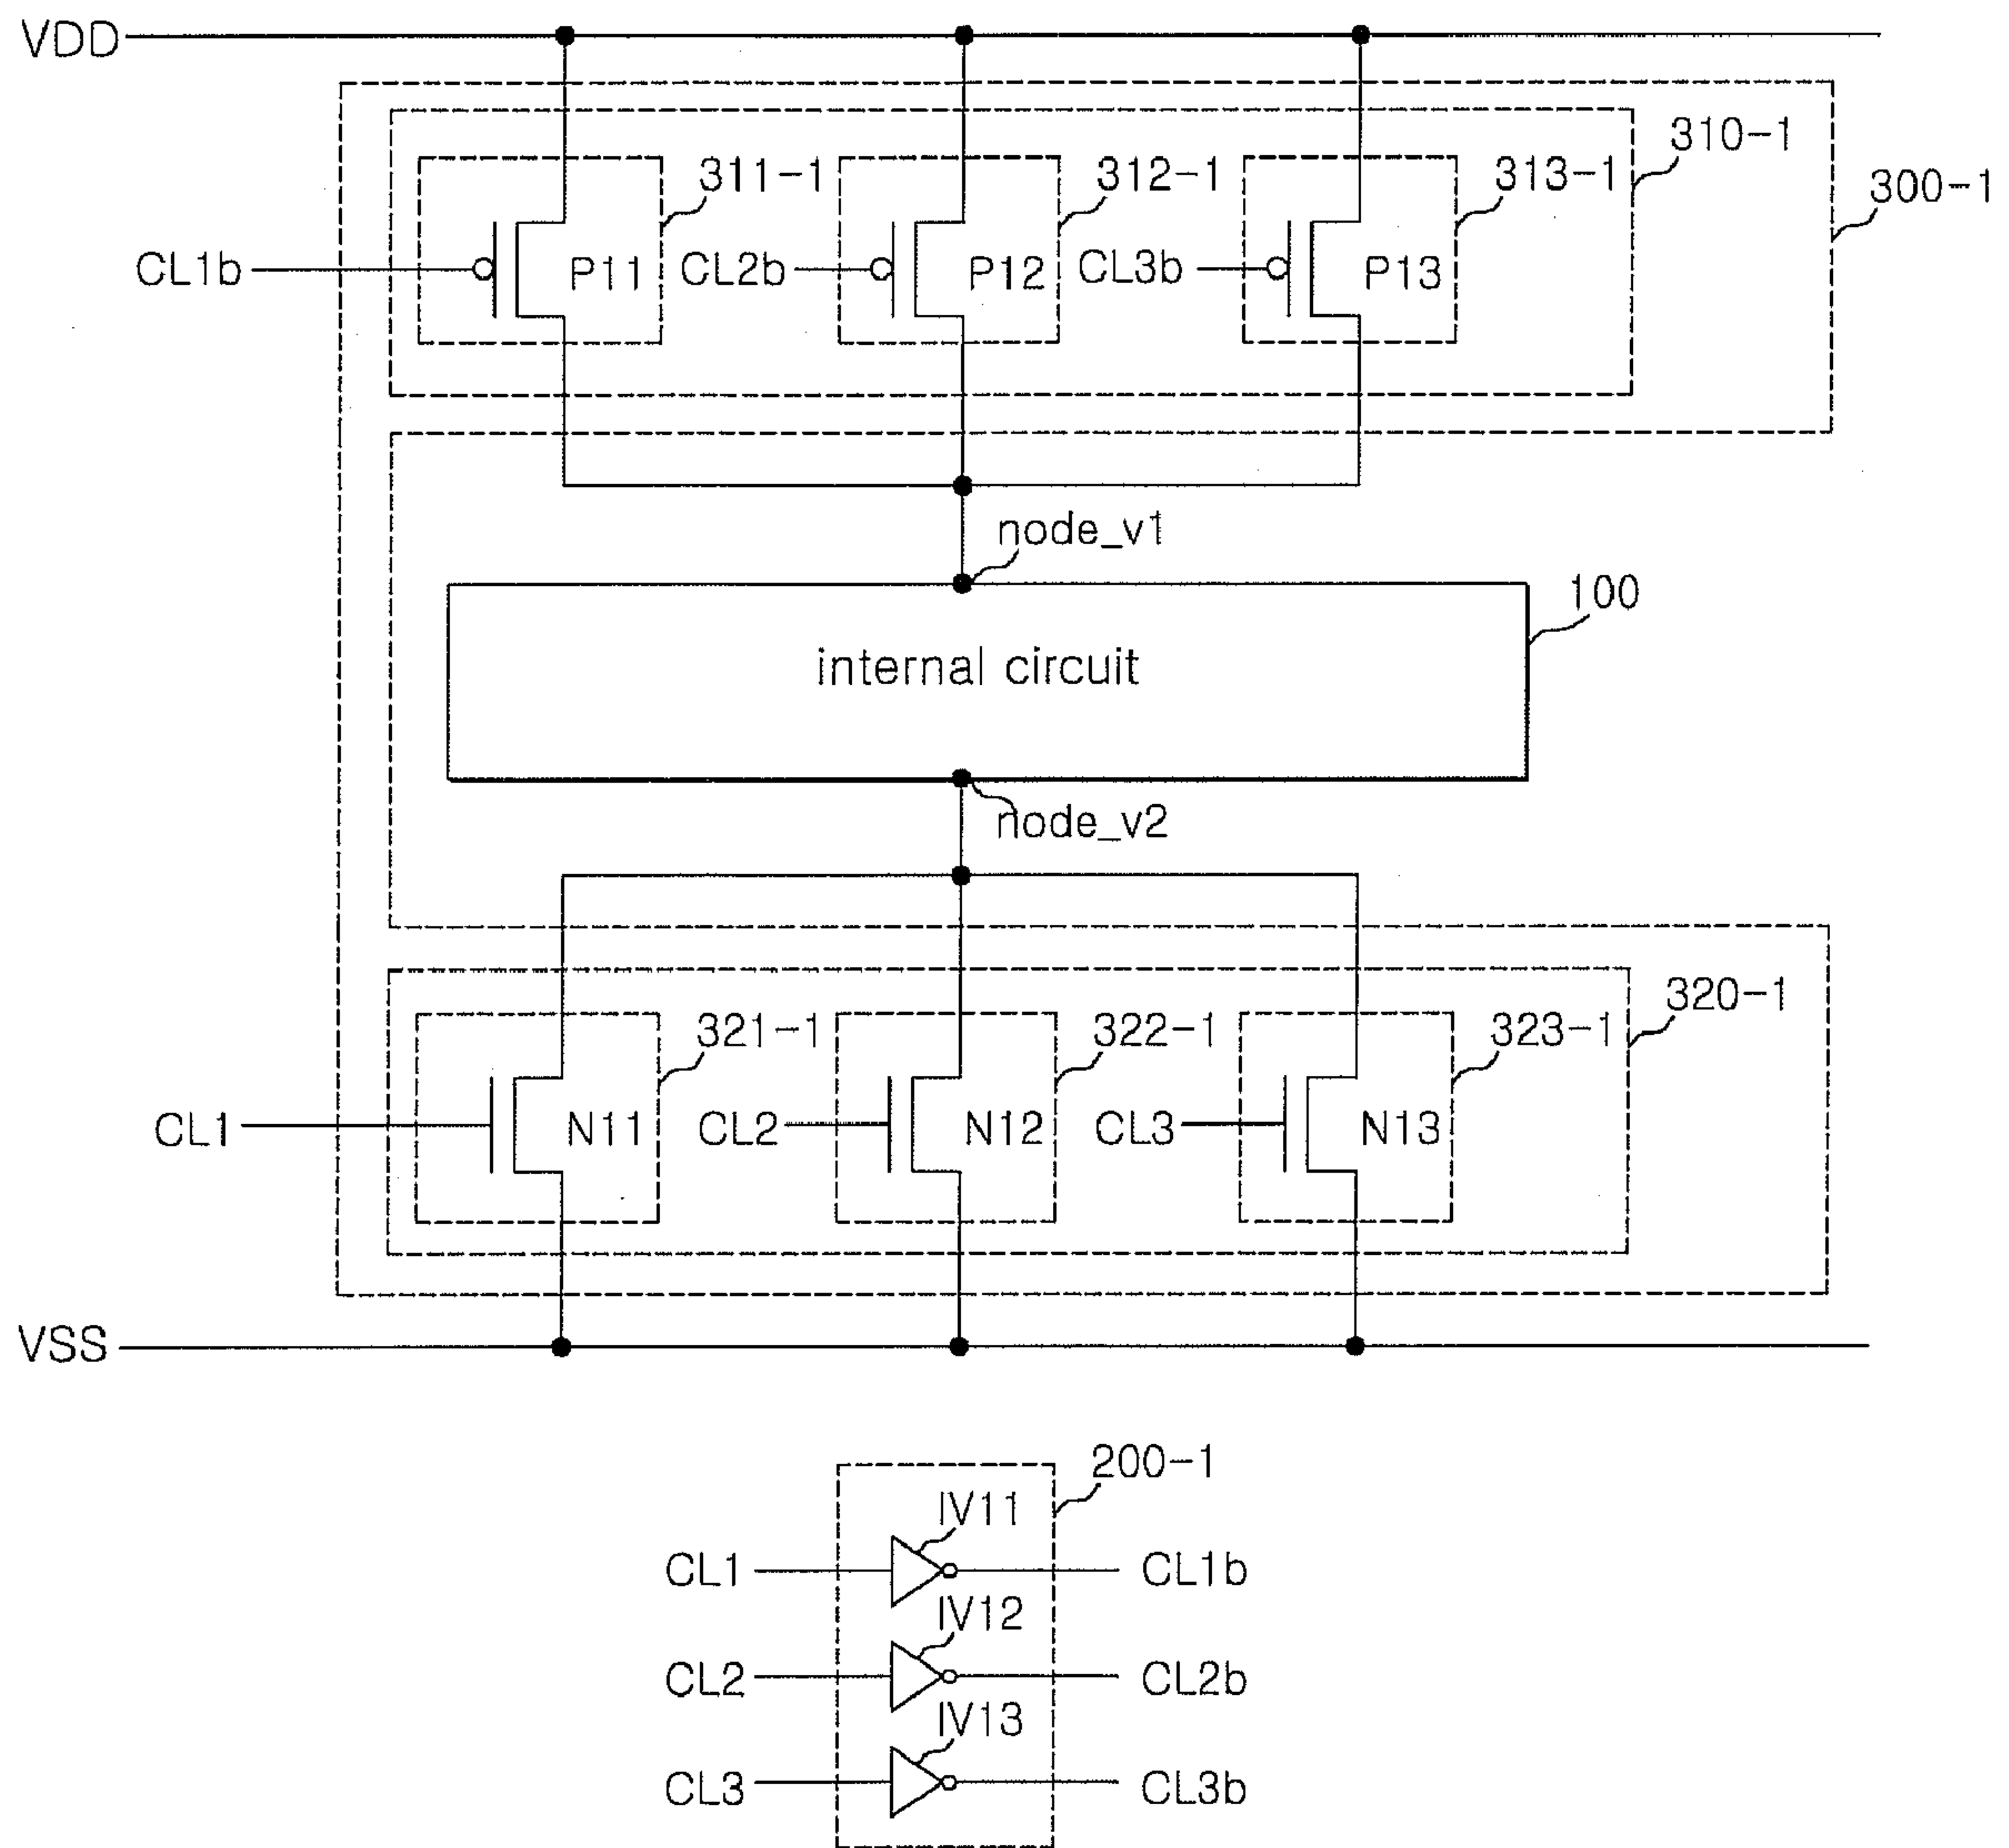 VDD
310-1
300-1
311-1
312-1
313-1
CL1b
P11
CL2b
P12
CL3b
P13
node_v1
100
internal circuit
node_v2
320-1
321-1
322-1
323-1
CL1
N11
CL2
N12
CL3
N13
VSS
200-1
IV11
CL1
CL1b
IV12
CL2
CL2b
IV13
CL3
CL3b